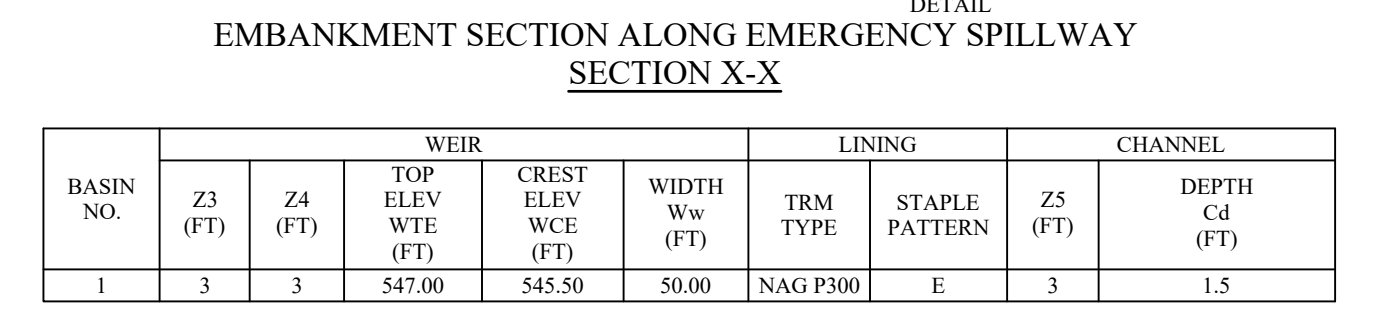 DETAIL
EMBANKMENT SECTION ALONG EMERGENCY SPILLWAY
SECTION X-X
BASIN NO. WEIR LINING CHANNEL
Z3 (FT) Z4 (FT) TOP ELEV WTE (FT) CREST ELEV WCE (FT) WIDTH Ww (FT) TRM TYPE STAPLE PATTERN Z5 (FT) DEPTH Cd (FT)
1 3 3 547.00 545.50 50.00 NAG P300 E 3 1.5